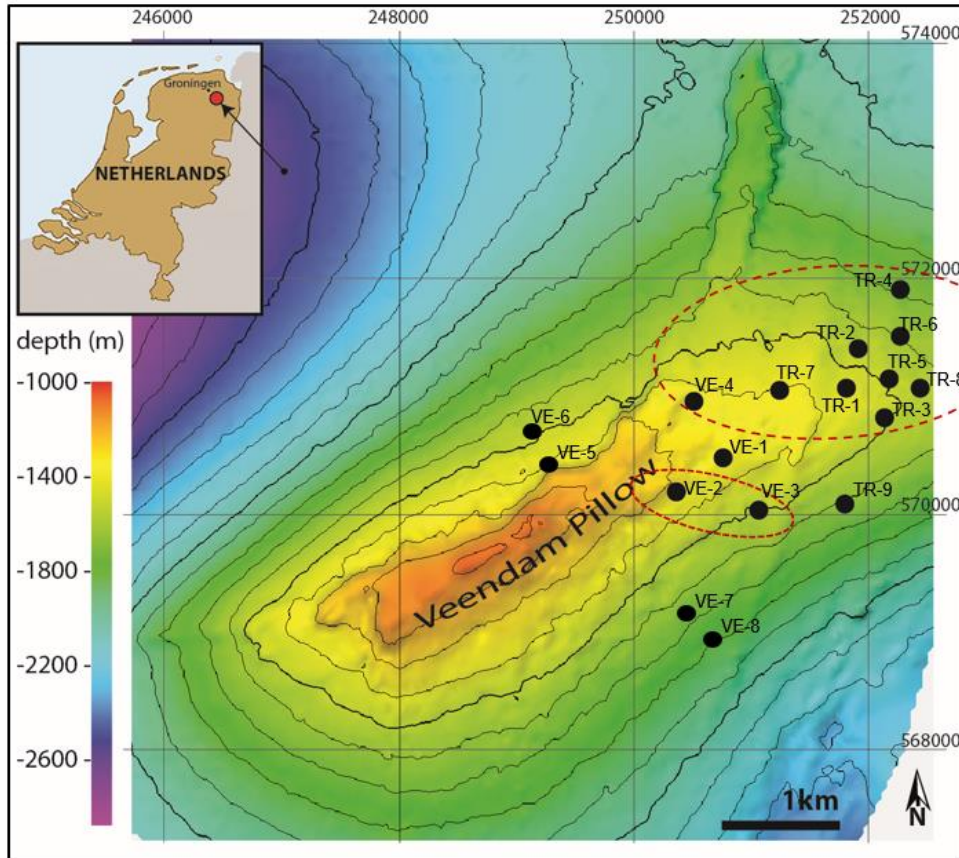 246000
248000
250000
252000
574000
572000
570000
568000
Groningen
NETHERLANDS
depth (m)
-1000
-1400
-1800
-2200
-2600
TR-4
TR-6
TR-2
TR-5
TR-8
TR-7
TR-1
TR-3
VE-4
VE-6
VE-5
VE-1
VE-2
VE-3
TR-9
Veendam Pillow
VE-7
VE-8
1km
N